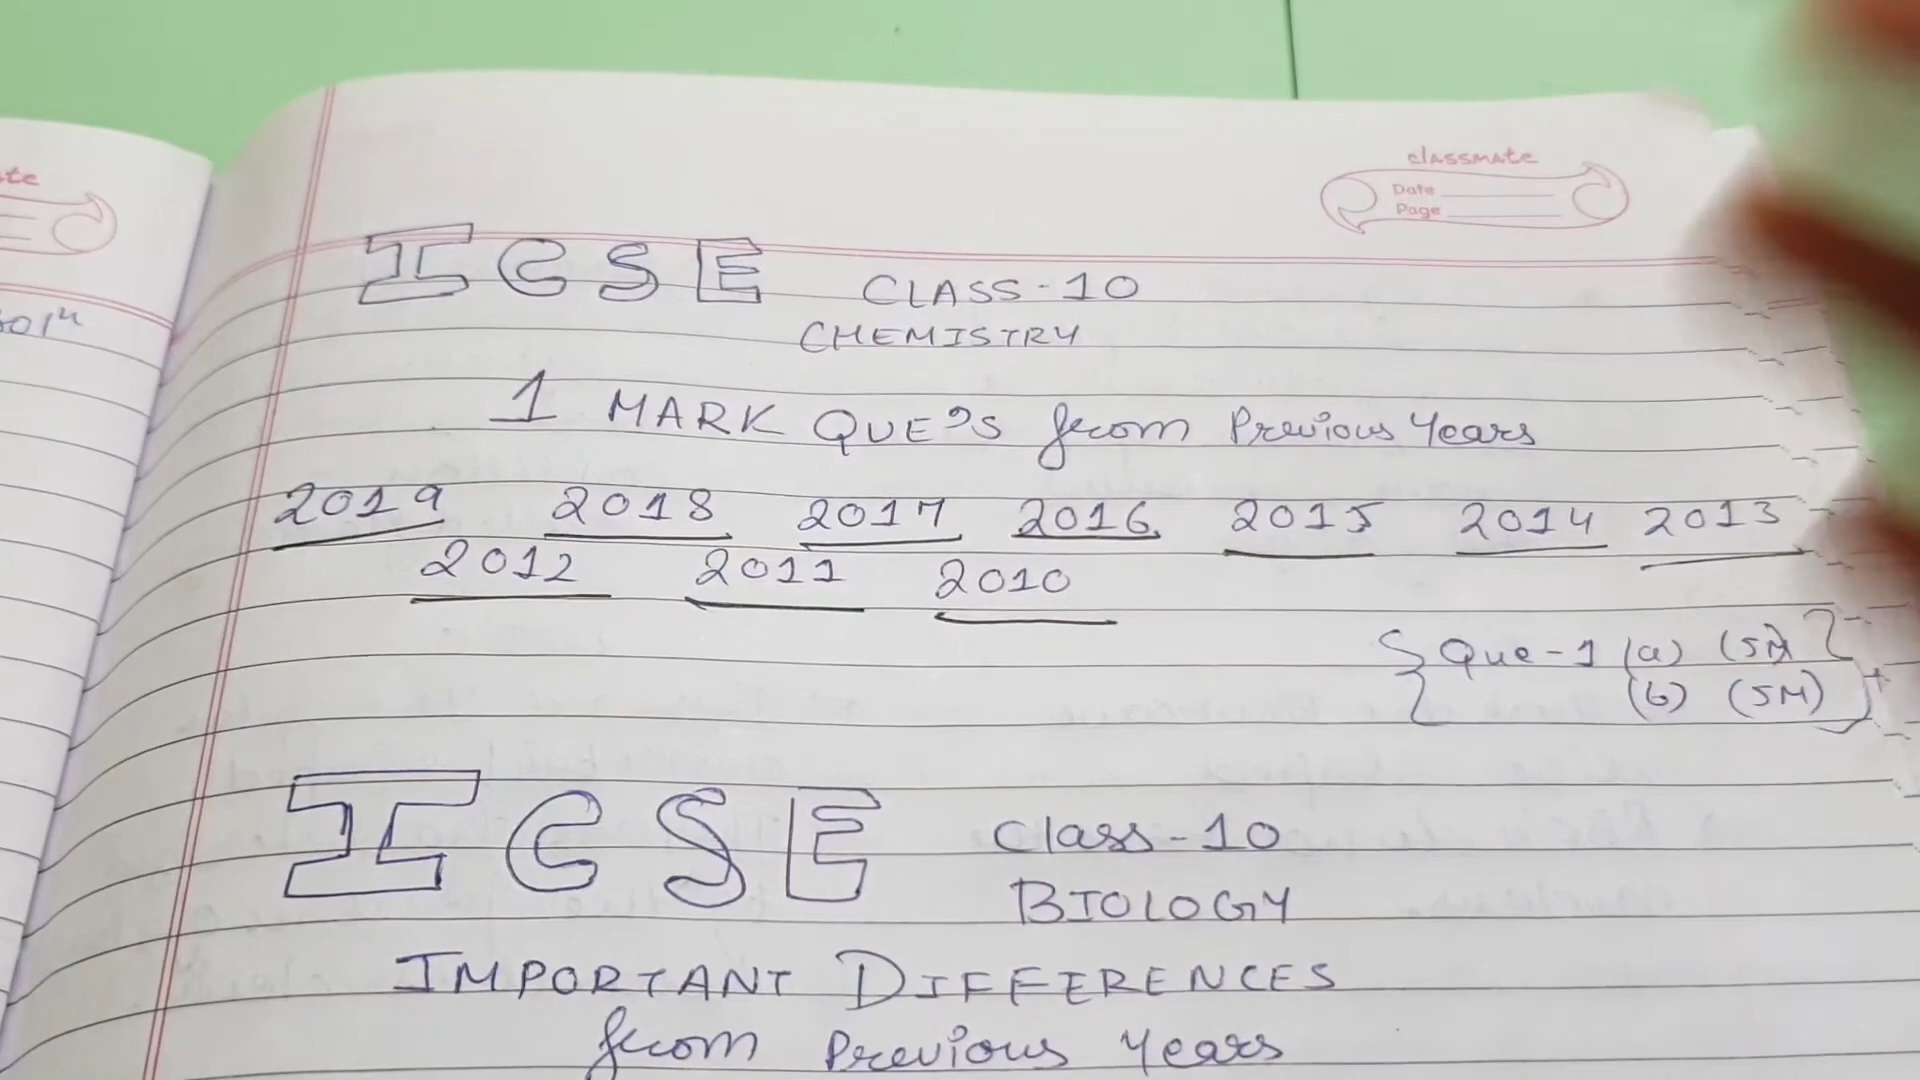 classmate
Date
Page
ICSE CLASS-10
CHEMISTRY
1 MARK QUE'S from Previous Years
2019 2018 2017 2016 2015 2014 2013
2012 2011 2010
{ Que-1 (a) (5M) }
(b) (5M)
ICSE Class-10
BIOLOGY
IMPORTANT DIFFERENCES
from Previous Years